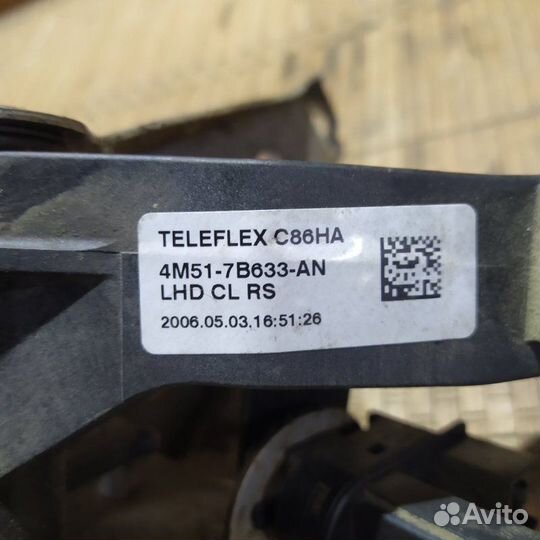 TELEFLEX C86HA
4M51-7B633-AN
LHD CL RS
2006.05.03.16:51:26
Avito